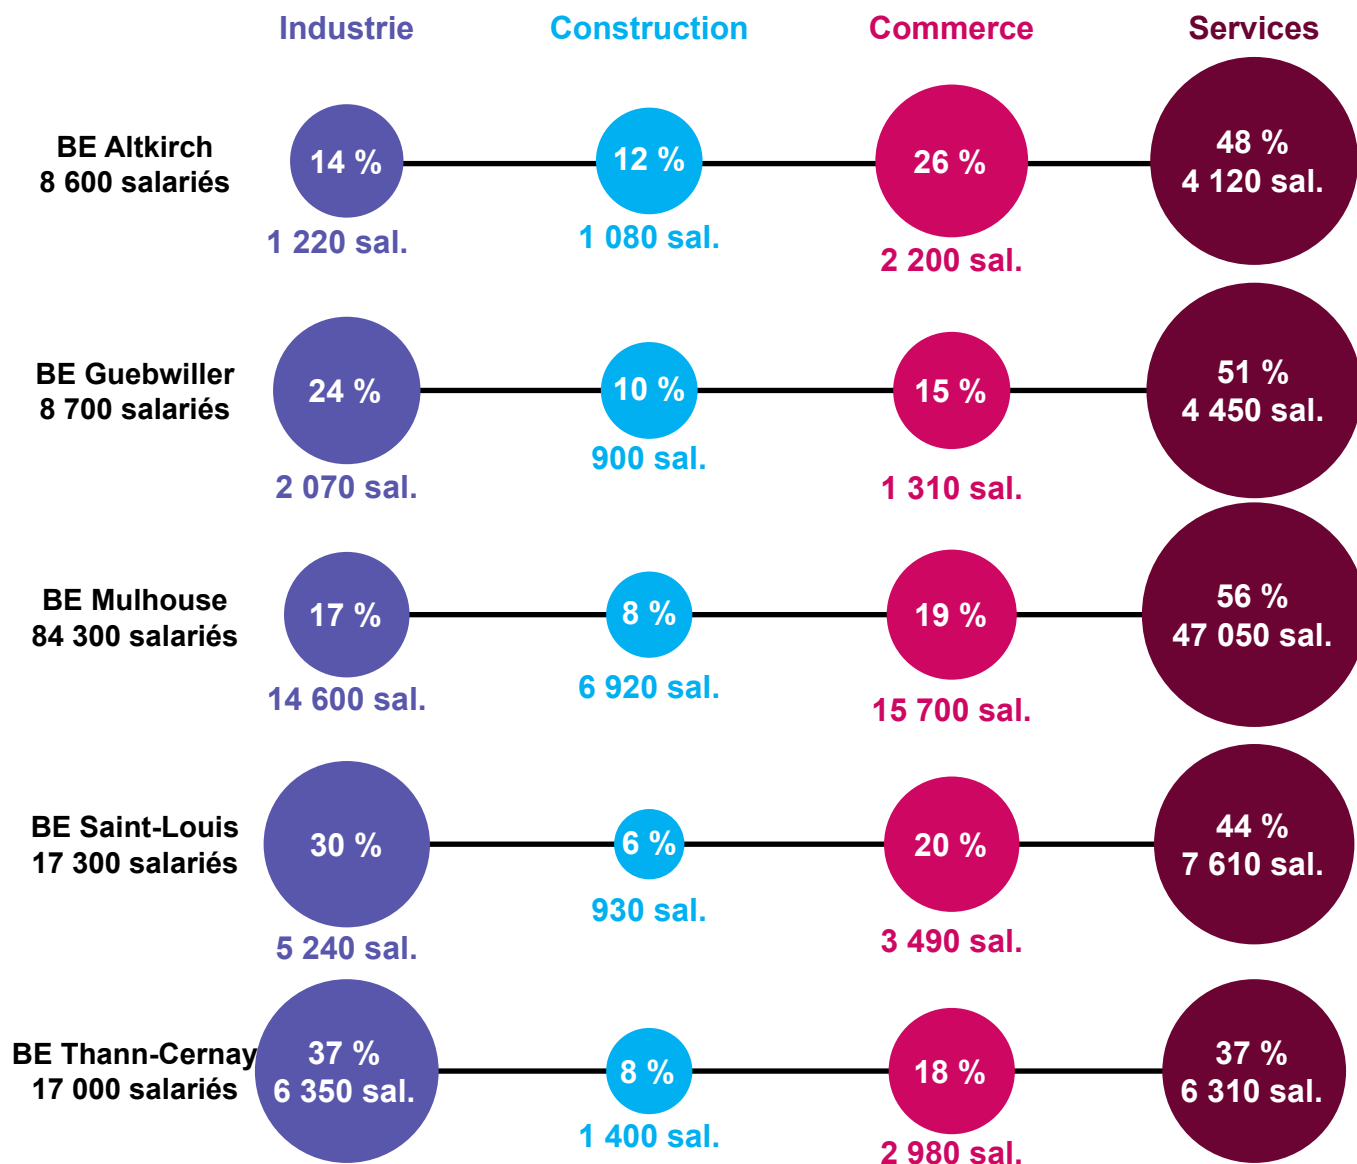 Industrie Construction Commerce Services
BE Altkirch
8 600 salariés
14 %
1 220 sal.
12 %
1 080 sal.
26 %
2 200 sal.
48 %
4 120 sal.
BE Guebwiller
8 700 salariés
24 %
2 070 sal.
10 %
900 sal.
15 %
1 310 sal.
51 %
4 450 sal.
BE Mulhouse
84 300 salariés
17 %
14 600 sal.
8 %
6 920 sal.
19 %
15 700 sal.
56 %
47 050 sal.
BE Saint-Louis
17 300 salariés
30 %
5 240 sal.
6 %
930 sal.
20 %
3 490 sal.
44 %
7 610 sal.
BE Thann-Cernay
17 000 salariés
37 %
6 350 sal.
8 %
1 400 sal.
18 %
2 980 sal.
37 %
6 310 sal.